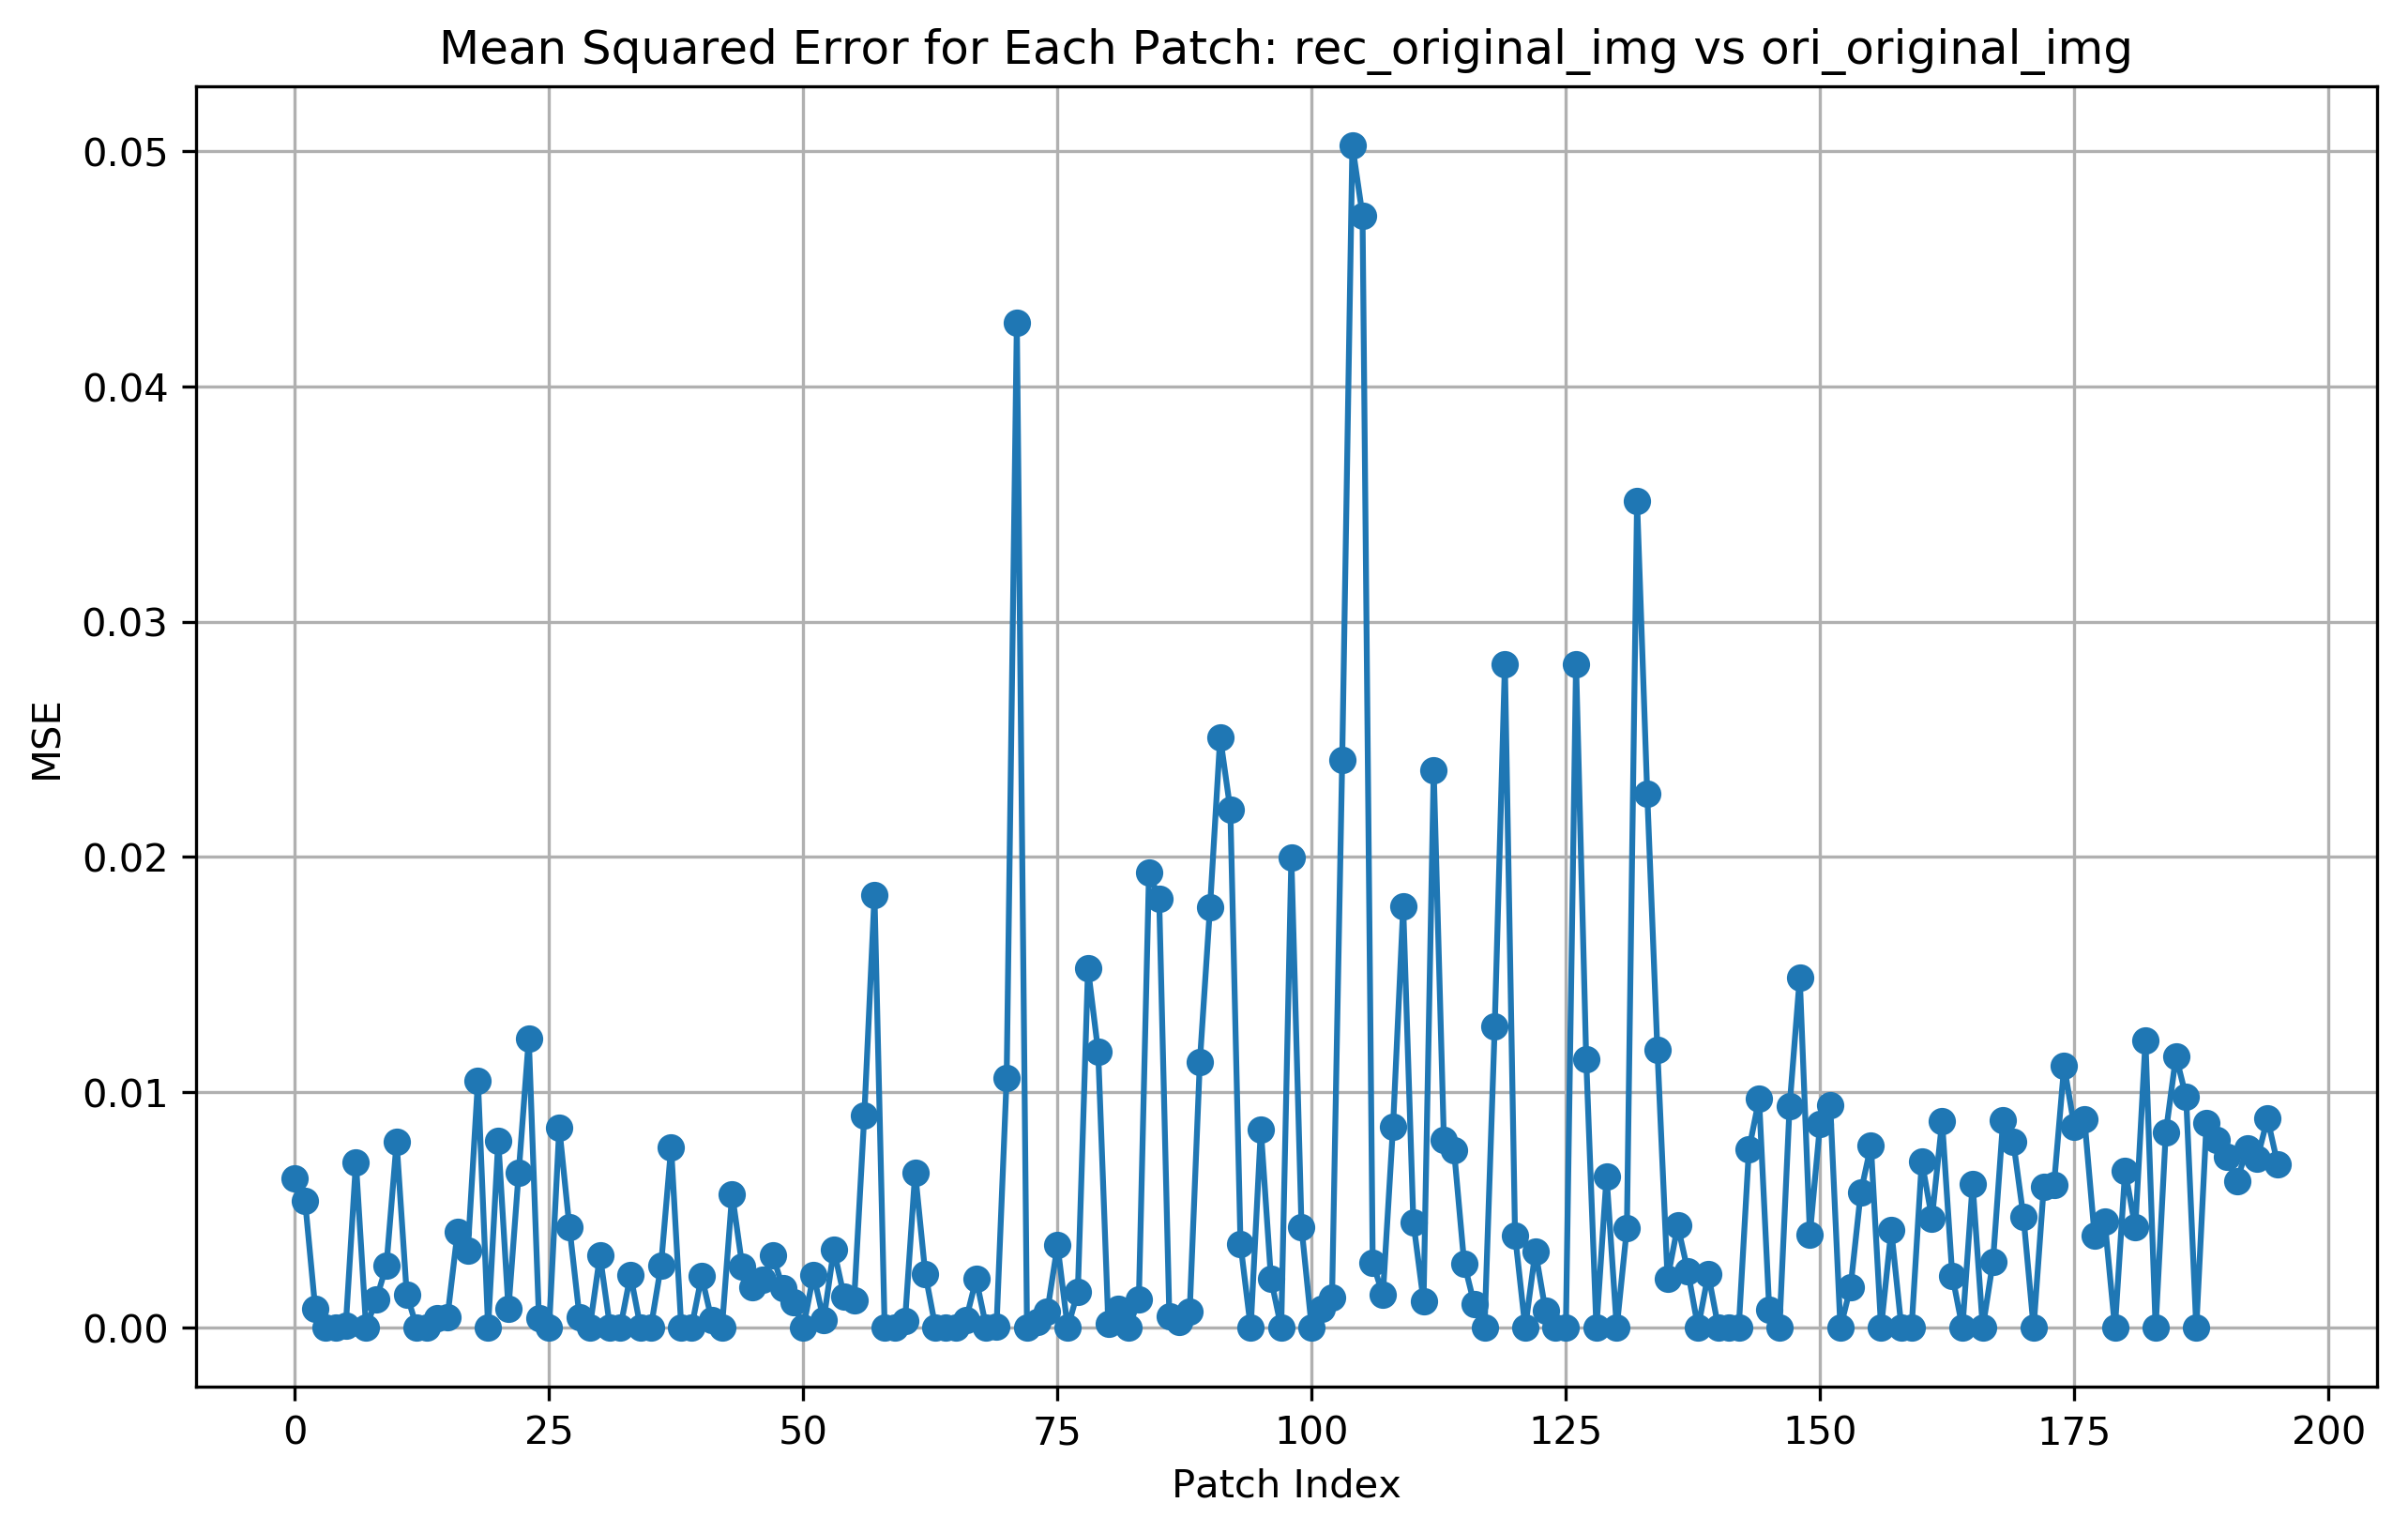 Mean Squared Error for Each Patch: rec_original_img vs ori_original_img
0.05
0.04
0.03
0.02
0.01
0.00
MSE
0 25 50 75 100 125 150 175 200
Patch Index